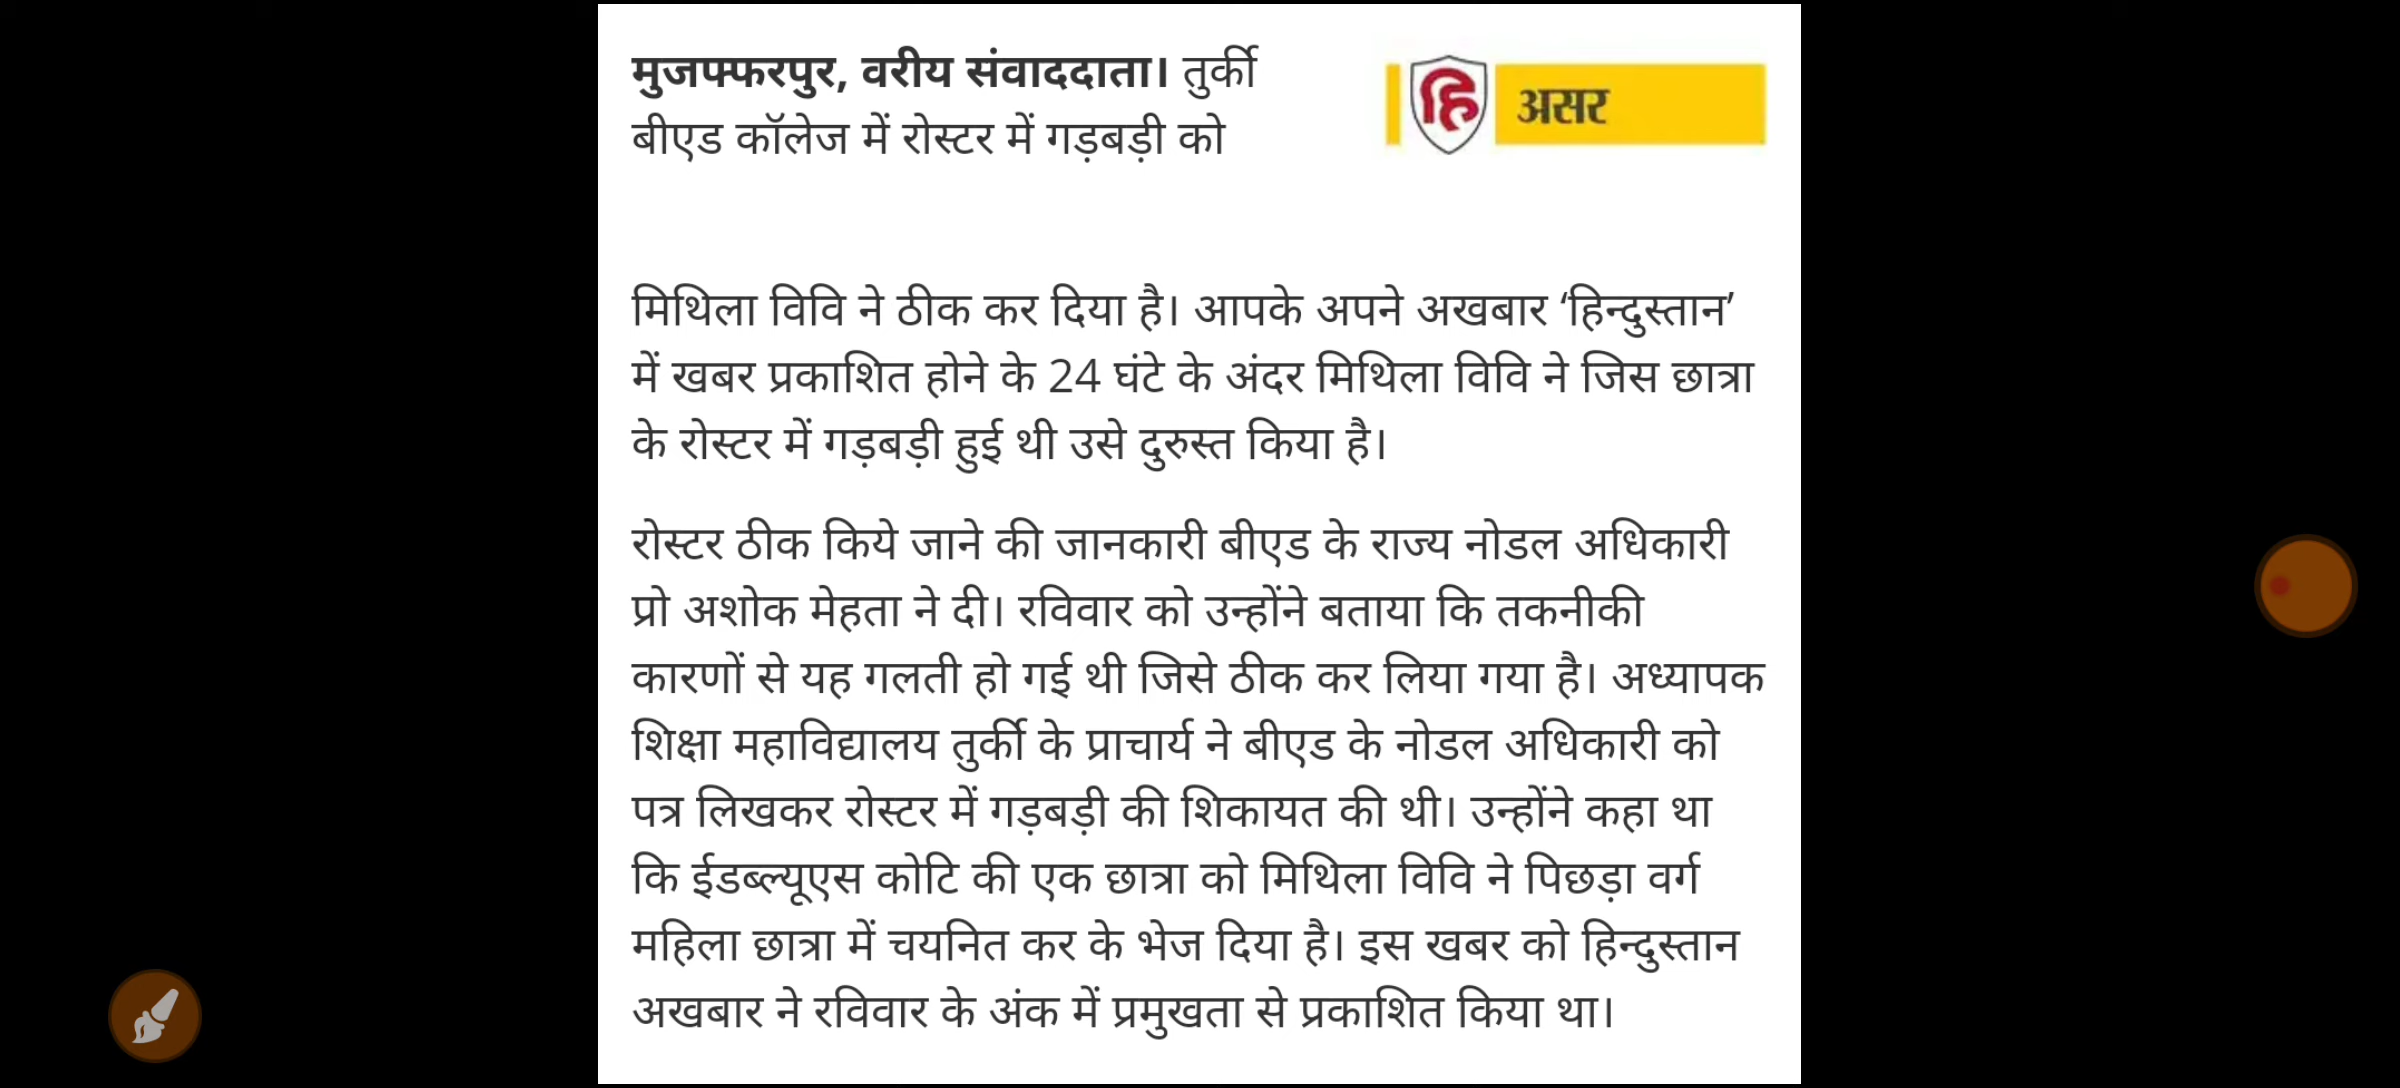 मुजफ्फरपुर, वरीय संवाददाता। तुर्की
बीएड कॉलेज में रोस्टर में गड़बड़ी को
हि असर
मिथिला विवि ने ठीक कर दिया है। आपके अपने अखबार ‘हिन्दुस्तान’
में खबर प्रकाशित होने के 24 घंटे के अंदर मिथिला विवि ने जिस छात्रा
के रोस्टर में गड़बड़ी हुई थी उसे दुरुस्त किया है।
रोस्टर ठीक किये जाने की जानकारी बीएड के राज्य नोडल अधिकारी
प्रो अशोक मेहता ने दी। रविवार को उन्होंने बताया कि तकनीकी
कारणों से यह गलती हो गई थी जिसे ठीक कर लिया गया है। अध्यापक
शिक्षा महाविद्यालय तुर्की के प्राचार्य ने बीएड के नोडल अधिकारी को
पत्र लिखकर रोस्टर में गड़बड़ी की शिकायत की थी। उन्होंने कहा था
कि ईडब्ल्यूएस कोटि की एक छात्रा को मिथिला विवि ने पिछड़ा वर्ग
महिला छात्रा में चयनित कर के भेज दिया है। इस खबर को हिन्दुस्तान
अखबार ने रविवार के अंक में प्रमुखता से प्रकाशित किया था।